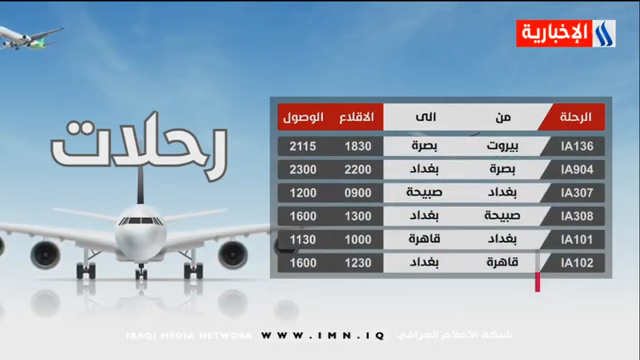 الإخبارية
رحلات
الرحلة من الى الاقلاع الوصول
IA136 بيروت بصرة 1830 2115
IA904 بصرة بغداد 2200 2300
IA307 بغداد صبيحة 0900 1200
IA308 صبيحة بغداد 1300 1600
IA101 بغداد قاهرة 1000 1130
IA102 قاهرة بغداد 1230 1600
IRAQI MEDIA NETWORK WWW.IMN.IQ شبكة الاعلام العراقي